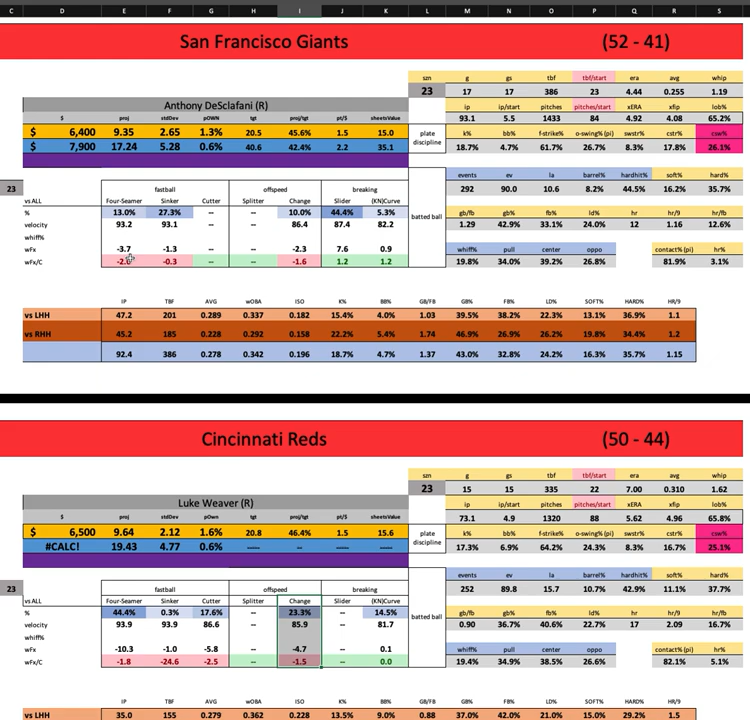 C D E F G H I J K L M N O P Q R S
San Francisco Giants (52 - 41)
szn g gs tbf tbf/start era avg whip
23 17 17 386 23 4.44 0.255 1.19
Anthony DeSclafani (R) ip ip/start pitches pitches/start xERA xfip lob%
$ proj stdDev pOWN tgt proj/tgt pt/$ sheetsValue 93.1 5.5 1433 84 4.92 4.08 65.2%
$ 6,400 9.35 2.65 1.3% 20.5 45.6% 1.5 15.0 plate discipline k% bb% f-strike% o-swing% (pi) swstr% cstr% csw%
$ 7,900 17.24 5.28 0.6% 40.6 42.4% 2.2 35.1 18.7% 4.7% 61.7% 26.7% 8.3% 17.8% 26.1%
events ev la barrel% hardhit% soft% hard%
23 fastball offspeed breaking 292 90.0 10.6 8.2% 44.5% 16.2% 35.7%
vs ALL Four-Seamer Sinker Cutter Splitter Change Slider (KN)Curve
% 13.0% 27.3% -- -- 10.0% 44.4% 5.3% batted ball gb/fb gb% fb% ld% hr hr/9 hr/fb
velocity 93.2 93.1 -- -- 86.4 87.4 82.2 1.29 42.9% 33.1% 24.0% 12 1.16 12.6%
whiff%
wFx -3.7 -1.3 -2.3 7.6 0.9 whiff% pull center oppo contact% (pi) hr%
wFx/C -0.3 -- -- -1.6 1.2 1.2 19.8% 34.0% 39.2% 26.8% 81.9% 3.1%
IP TBF AVG wOBA ISO K% BB% GB/FB GB% FB% LD% SOFT% HARD% HR/9
vs LHH 47.2 201 0.289 0.337 0.182 15.4% 4.0% 1.03 39.5% 38.2% 22.3% 13.1% 36.9% 1.1
vs RHH 45.2 185 0.228 0.292 0.158 22.2% 5.4% 1.74 46.9% 26.9% 26.2% 19.8% 34.4% 1.2
92.4 386 0.278 0.342 0.196 18.7% 4.7% 1.37 43.0% 32.8% 24.2% 16.3% 35.7% 1.15
Cincinnati Reds (50 - 44)
szn g gs tbf tbf/start era avg whip
23 15 15 335 22 7.00 0.310 1.62
Luke Weaver (R) ip ip/start pitches pitches/start xERA xfip lob%
$ proj stdDev pOwn tgt proj/tgt pt/$ sheetsValue 73.1 4.9 1320 88 5.62 4.96 65.8%
$ 6,500 9.64 2.12 1.6% 20.8 46.4% 1.5 15.6 plate discipline k% bb% f-strike% o-swing% (pi) swstr% cstr% csw%
#CALC! 19.43 4.77 0.6% ---- ---- -- --- 17.3% 6.9% 64.2% 24.3% 8.3% 16.7% 25.1%
events ev la barrel% hardhit% soft% hard%
23 fastball offspeed breaking 252 89.8 15.7 10.7% 42.9% 11.1% 37.7%
vs ALL Four-Seamer Sinker Cutter Splitter Change Slider (KN)Curve
% 44.4% 0.3% 17.6% -- 23.3% -- 14.5% batted ball gb/fb gb% fb% ld% hr hr/9 hr/fb
velocity 93.9 93.9 86.6 -- 85.9 -- 81.7 0.90 36.7% 40.6% 22.7% 17 2.09 16.7%
whiff%
wFx -10.3 -1.0 -5.8 -4.7 0.1 whiff% pull center oppo contact% (pi) hr%
wFx/C -1.8 -24.6 -2.5 -- -1.5 -- 0.0 19.4% 34.9% 38.5% 26.6% 82.1% 5.1%
IP TBF AVG wOBA ISO K% BB% GB/FB GB% FB% LD% SOFT% HARD% HR/9
vs LHH 35.0 155 0.279 0.362 0.228 13.5% 9.0% 0.88 37.0% 42.0% 21.0% 15.0% 29.2% 1.5